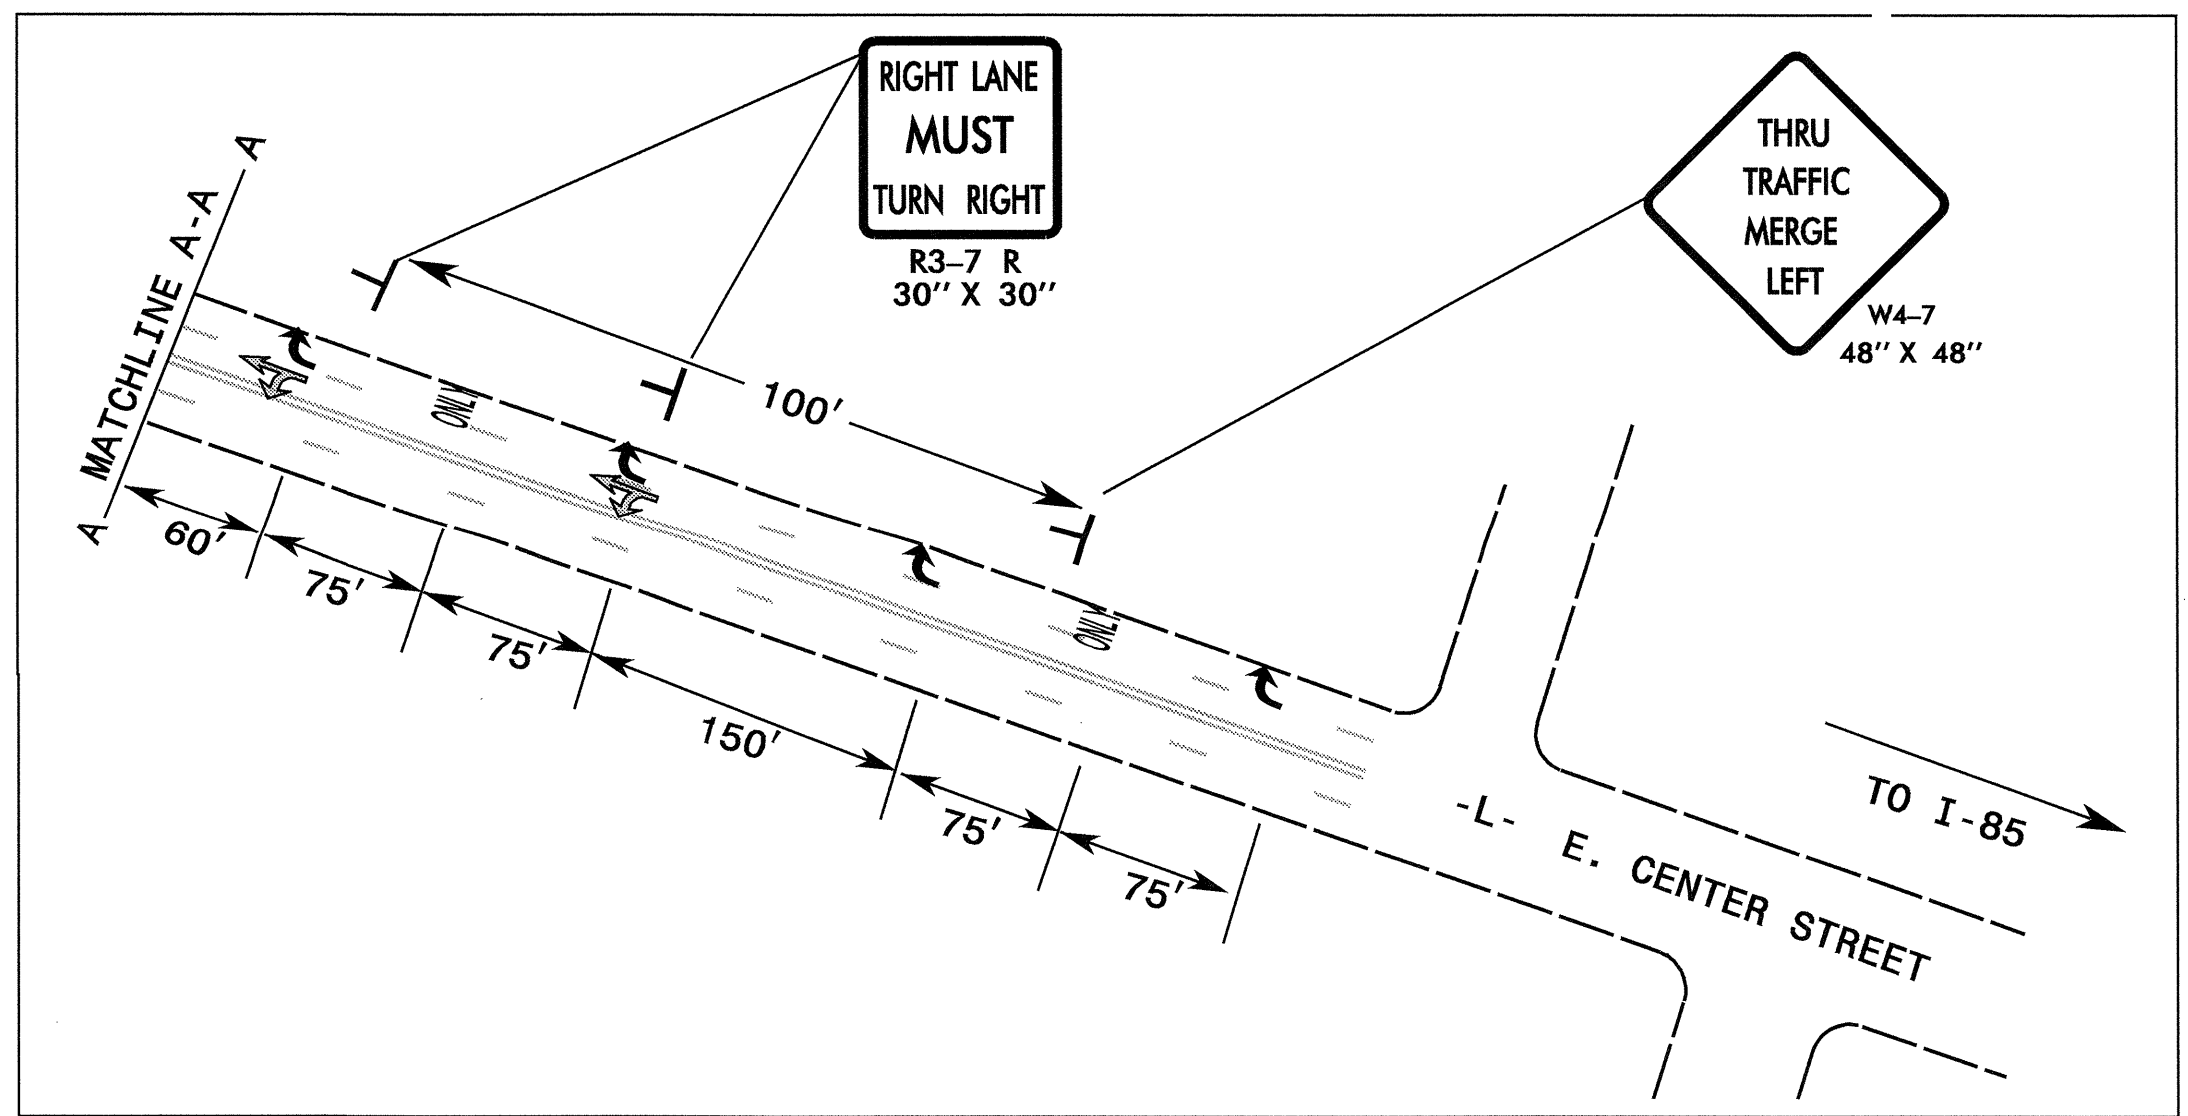 RIGHT LANE
MUST
TURN RIGHT
R3-7 R
30'' X 30''
THRU
TRAFFIC
MERGE
LEFT
W4-7
48'' X 48''
A
MATCHLINE A-A
A
100'
ONLY
ONLY
60'
75'
75'
150'
75'
75'
-L- E. CENTER STREET
TO I-85